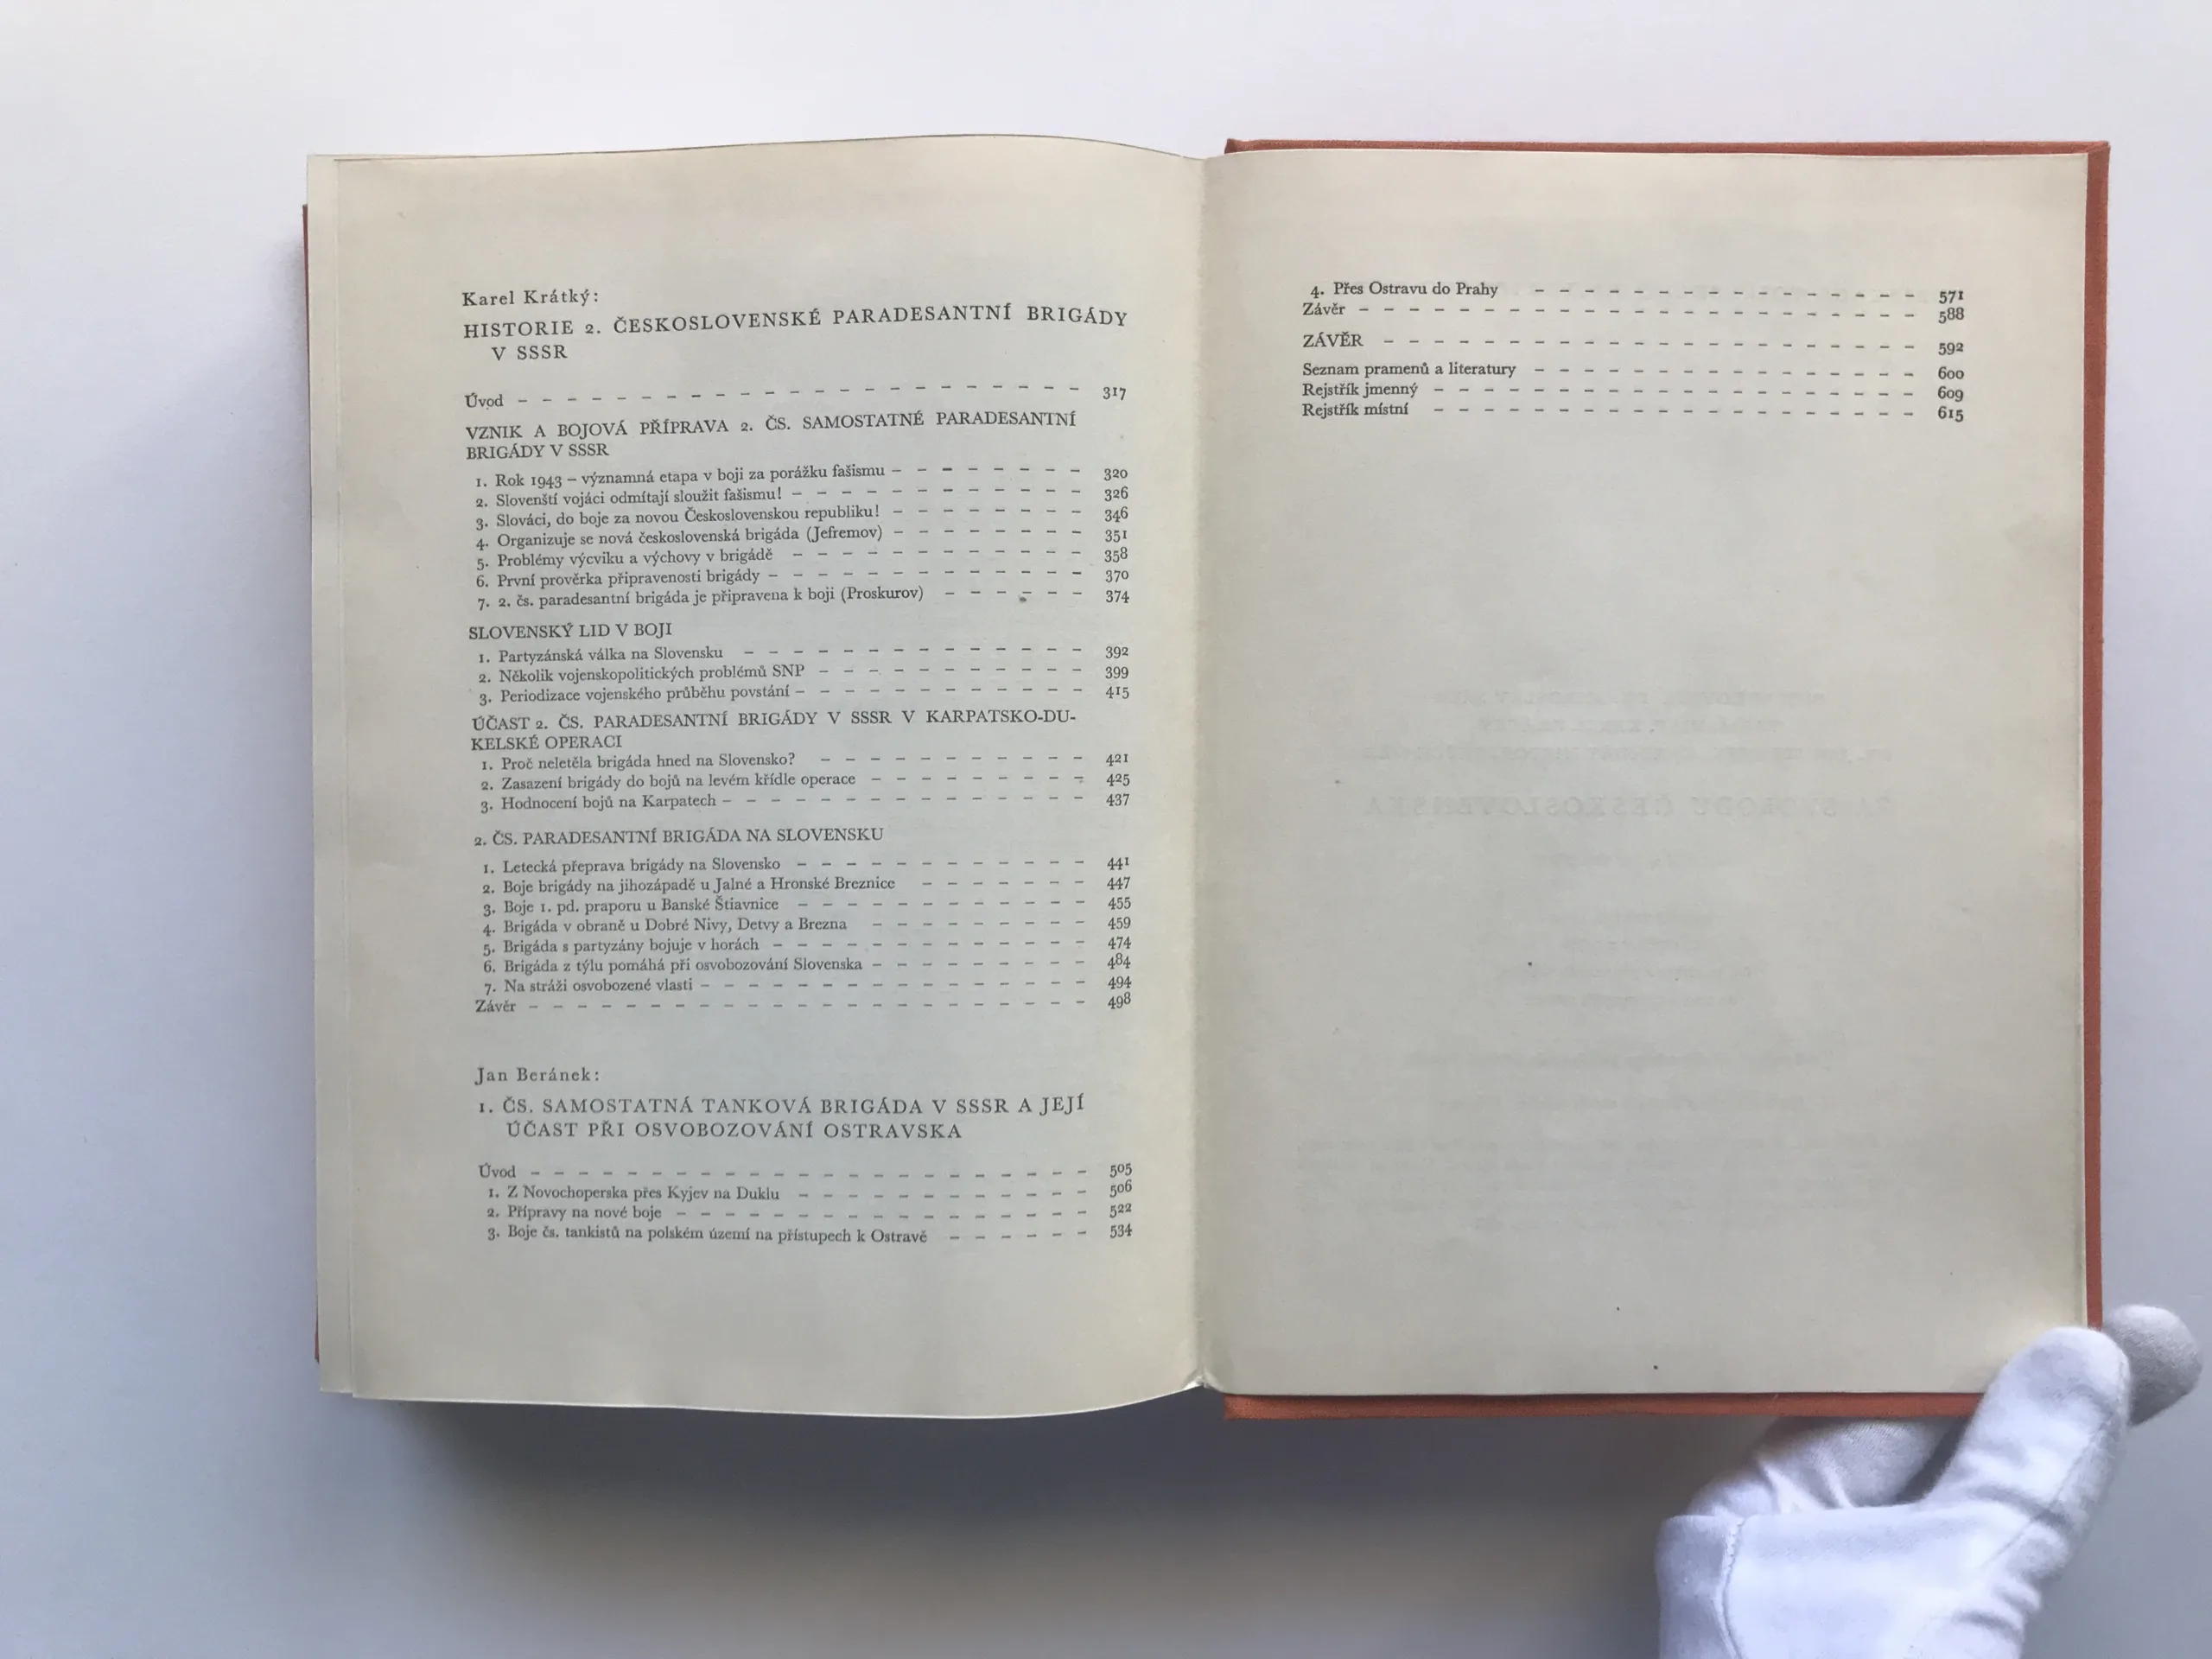 Karel Krátký:
HISTORIE 2. ČESKOSLOVENSKÉ PARADESANTNÍ BRIGÁDY
V SSSR
Úvod – – – – – – – – – – – – – – – – – – – – – – – 317
VZNIK A BOJOVÁ PŘÍPRAVA 2. ČS. SAMOSTATNÉ PARADESANTNÍ
BRIGÁDY V SSSR
1. Rok 1943 – významná etapa v boji za porážku fašismu – – – – – – – – 320
2. Slovenští vojáci odmítají sloužit fašismu! – – – – – – – – – – – – 326
3. Slováci, do boje za novou Československou republiku! – – – – – – – – 346
4. Organizuje se nová československá brigáda (Jefremov) – – – – – – – – 351
5. Problémy výcviku a výchovy v brigádě – – – – – – – – – – – – 358
6. První prověrka připravenosti brigády – – – – – – – – – – – – – 370
7. 2. čs. paradesantní brigáda je připravena k boji (Proskurov) – – – – – – 374
SLOVENSKÝ LID V BOJI
1. Partyzánská válka na Slovensku – – – – – – – – – – – – – – 392
2. Několik vojenskopolitických problémů SNP – – – – – – – – – – – 399
3. Periodizace vojenského průběhu povstání – – – – – – – – – – – – 415
ÚČAST 2. ČS. PARADESANTNÍ BRIGÁDY V SSSR V KARPATSKO-DU-
KELSKÉ OPERACI
1. Proč neletěla brigáda hned na Slovensko? – – – – – – – – – – – 421
2. Zasazení brigády do bojů na levém křídle operace – – – – – – – – – 425
3. Hodnocení bojů na Karpatech – – – – – – – – – – – – – – – 437
2. ČS. PARADESANTNÍ BRIGÁDA NA SLOVENSKU
1. Letecká přeprava brigády na Slovensko – – – – – – – – – – – – 441
2. Boje brigády na jihozápadě u Jalné a Hronské Breznice – – – – – – – 447
3. Boje 1. pd. praporu u Banské Štiavnice – – – – – – – – – – – – 455
4. Brigáda v obraně u Dobré Nivy, Detvy a Brezna – – – – – – – – – 459
5. Brigáda s partyzány bojuje v horách – – – – – – – – – – – – – 474
6. Brigáda z týlu pomáhá při osvobozování Slovenska – – – – – – – – – 484
7. Na stráži osvobozené vlasti – – – – – – – – – – – – – – – – 494
Závěr – – – – – – – – – – – – – – – – – – – – – – – 498
Jan Beránek:
1. ČS. SAMOSTATNÁ TANKOVÁ BRIGÁDA V SSSR A JEJÍ
ÚČAST PŘI OSVOBOZOVÁNÍ OSTRAVSKA
Úvod – – – – – – – – – – – – – – – – – – – – – – – 505
1. Z Novochoperska přes Kyjev na Duklu – – – – – – – – – – – – 506
2. Přípravy na nové boje – – – – – – – – – – – – – – – – – 522
3. Boje čs. tankistů na polském území na přístupech k Ostravě – – – – – – 534
4. Přes Ostravu do Prahy – – – – – – – – – – – – – – – – 571
Závěr – – – – – – – – – – – – – – – – – – – – – – – 588
ZÁVĚR – – – – – – – – – – – – – – – – – – – – – – 592
Seznam pramenů a literatury – – – – – – – – – – – – – – – – 600
Rejstřík jmenný – – – – – – – – – – – – – – – – – – – – 609
Rejstřík místní – – – – – – – – – – – – – – – – – – – – 615